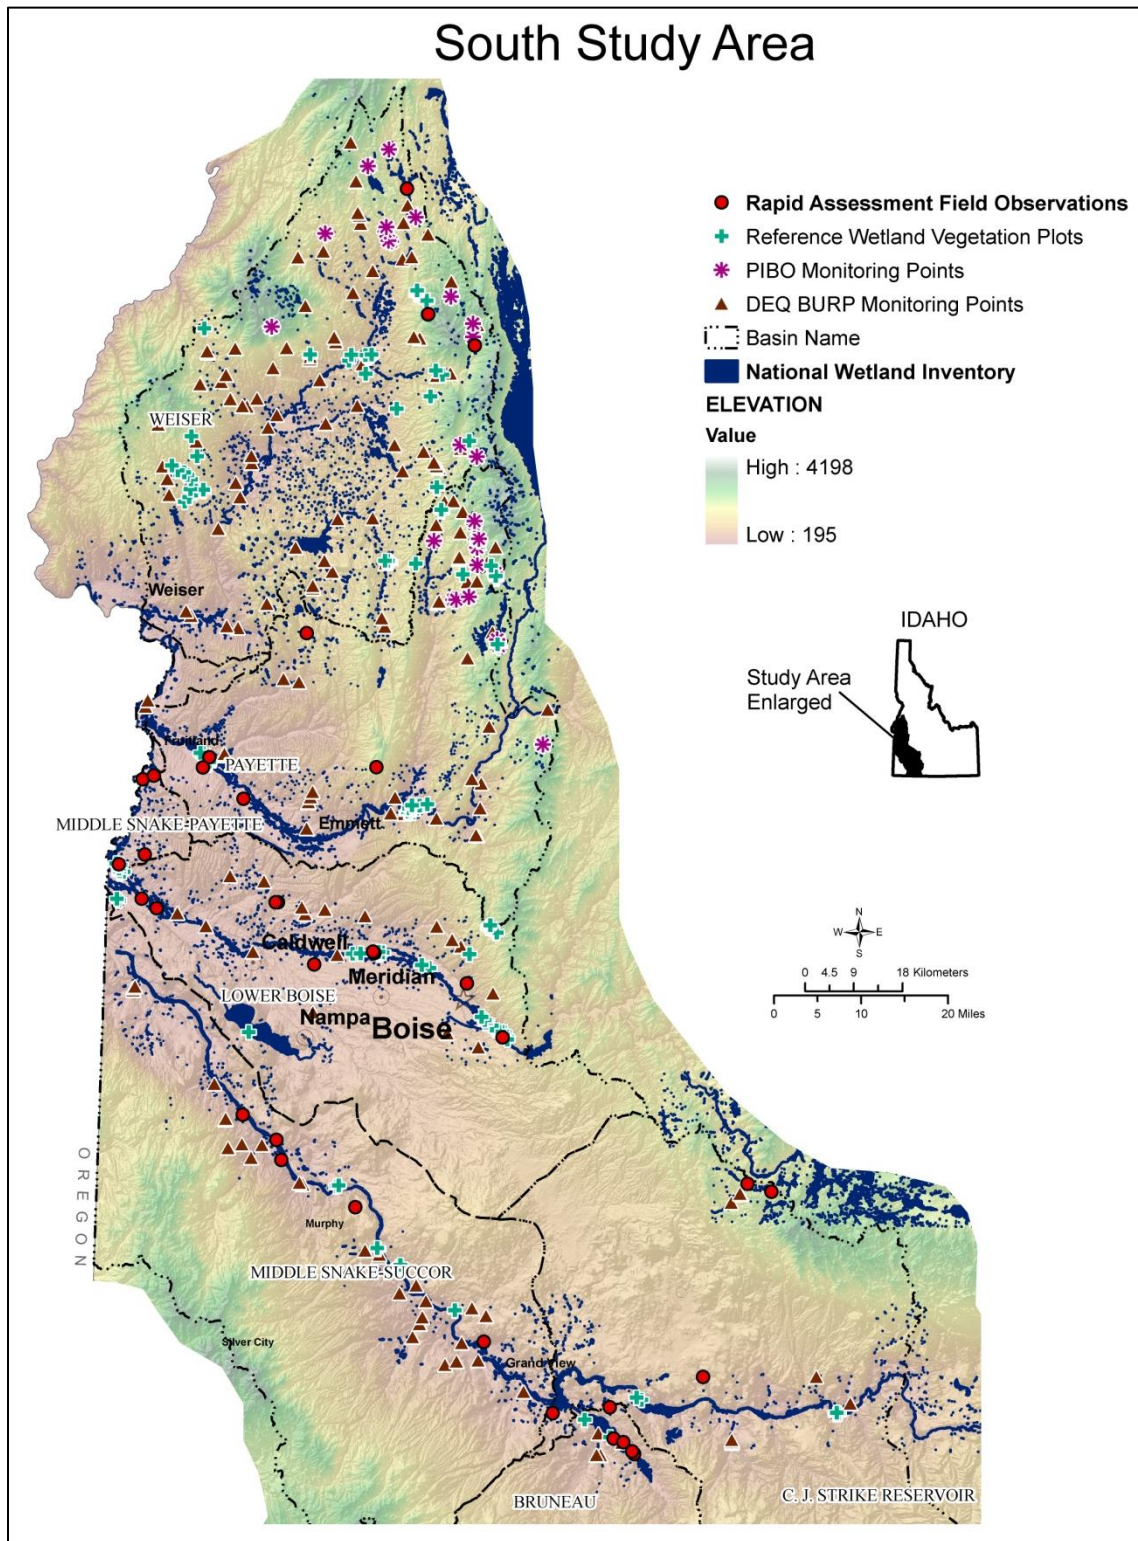 South Study Area
Rapid Assessment Field Observations
Reference Wetland Vegetation Plots
PIBO Monitoring Points
DEQ BURP Monitoring Points
Basin Name
National Wetland Inventory
ELEVATION
Value
High : 4198
Low : 195
WEISER
Weiser
IDAHO
Study Area
Enlarged
Fruitland
PAYETTE
MIDDLE SNAKE-PAYETTE
Emmett
N
W E
S
Caldwell
Meridian
0 4.5 9 18 Kilometers
0 5 10 20 Miles
LOWER BOISE
Nampa
Boise
OREGON
Murphy
MIDDLE SNAKE-SUCCOR
Silver City
Grand View
BRUNEAU
C. J. STRIKE RESERVOIR